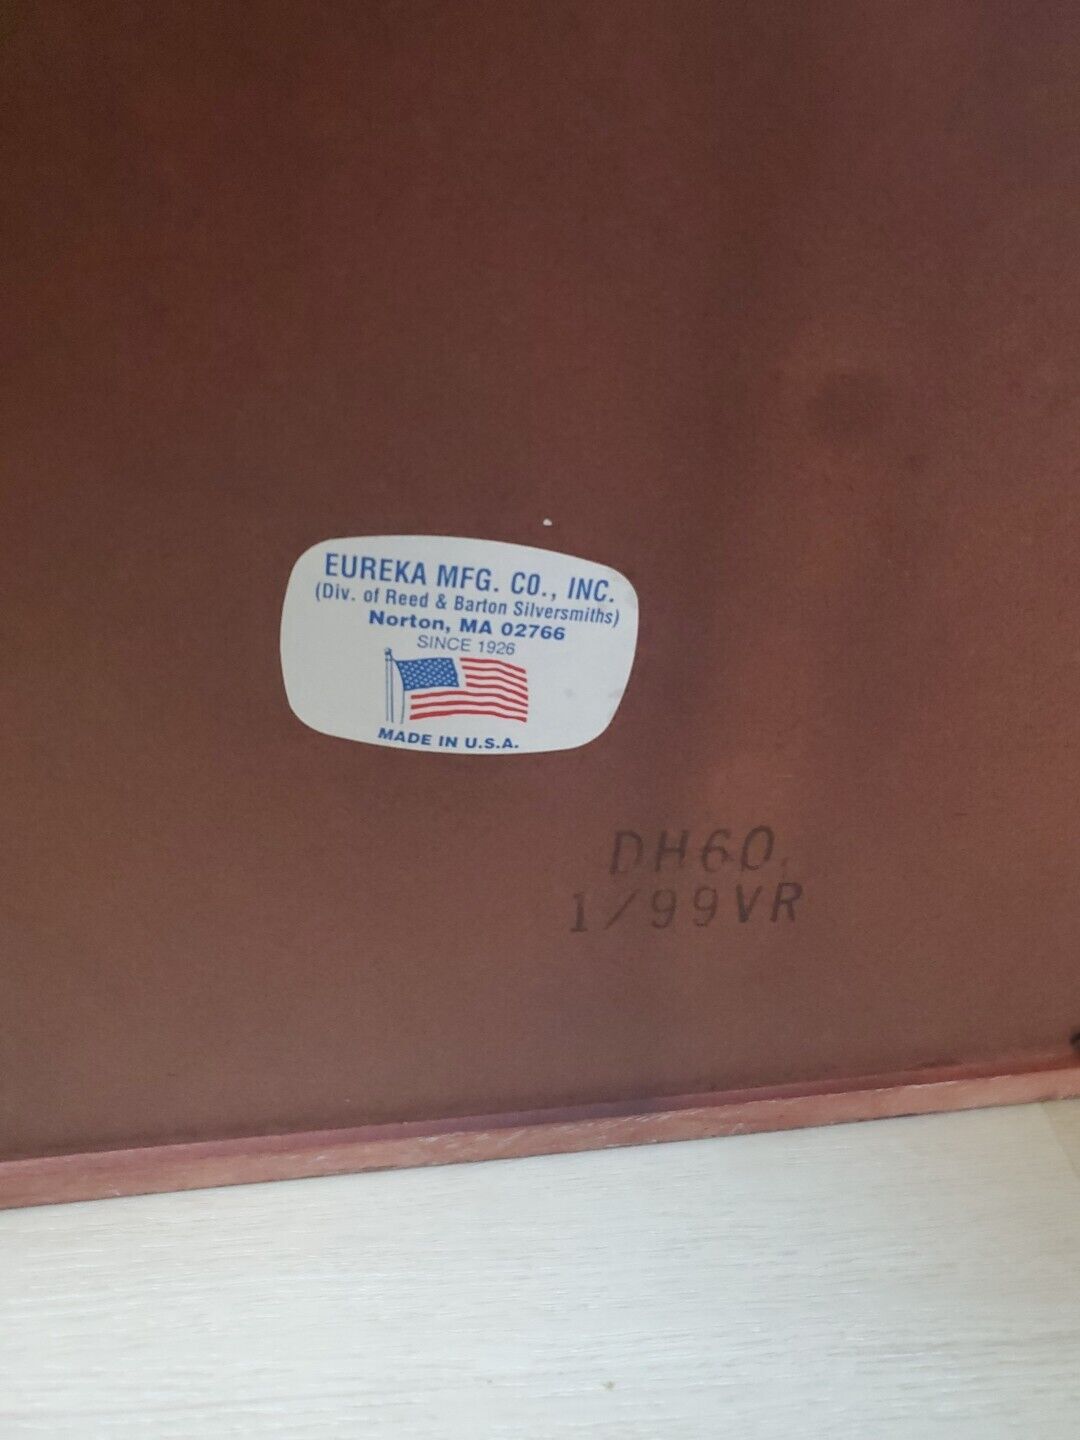 EUREKA MFG. CO., INC.
(Div. of Reed & Barton Silversmiths)
Norton, MA 02766
SINCE 1926
MADE IN U.S.A.
DH60
1/99VR